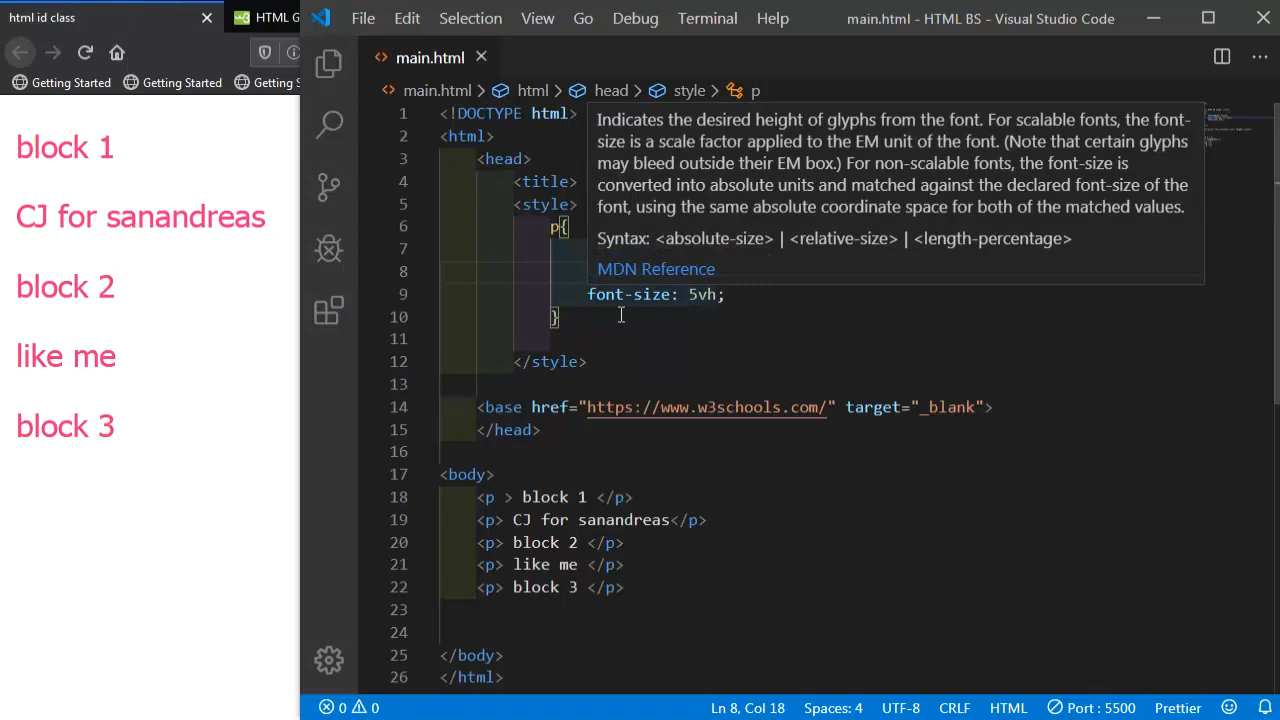 html id class
HTML G
Getting Started
Getting Started
Getting S
block 1
CJ for sanandreas
block 2
like me
block 3
File Edit Selection View Go Debug Terminal Help
main.html - HTML BS - Visual Studio Code
main.html
main.html > html > head > style > p
1 <!DOCTYPE html>
2 <html>
3 <head>
4 <title>
5 <style>
6 p{
7
8
9 font-size: 5vh;
10 }
11
12 </style>
13
14 <base href="https://www.w3schools.com/" target="_blank">
15 </head>
16
17 <body>
18 <p > block 1 </p>
19 <p> CJ for sanandreas</p>
20 <p> block 2 </p>
21 <p> like me </p>
22 <p> block 3 </p>
23
24
25 </body>
26 </html>
Indicates the desired height of glyphs from the font. For scalable fonts, the font-
size is a scale factor applied to the EM unit of the font. (Note that certain glyphs
may bleed outside their EM box.) For non-scalable fonts, the font-size is
converted into absolute units and matched against the declared font-size of the
font, using the same absolute coordinate space for both of the matched values.
Syntax: <absolute-size> | <relative-size> | <length-percentage>
MDN Reference
0 0
Ln 8, Col 18 Spaces: 4 UTF-8 CRLF HTML Port : 5500 Prettier